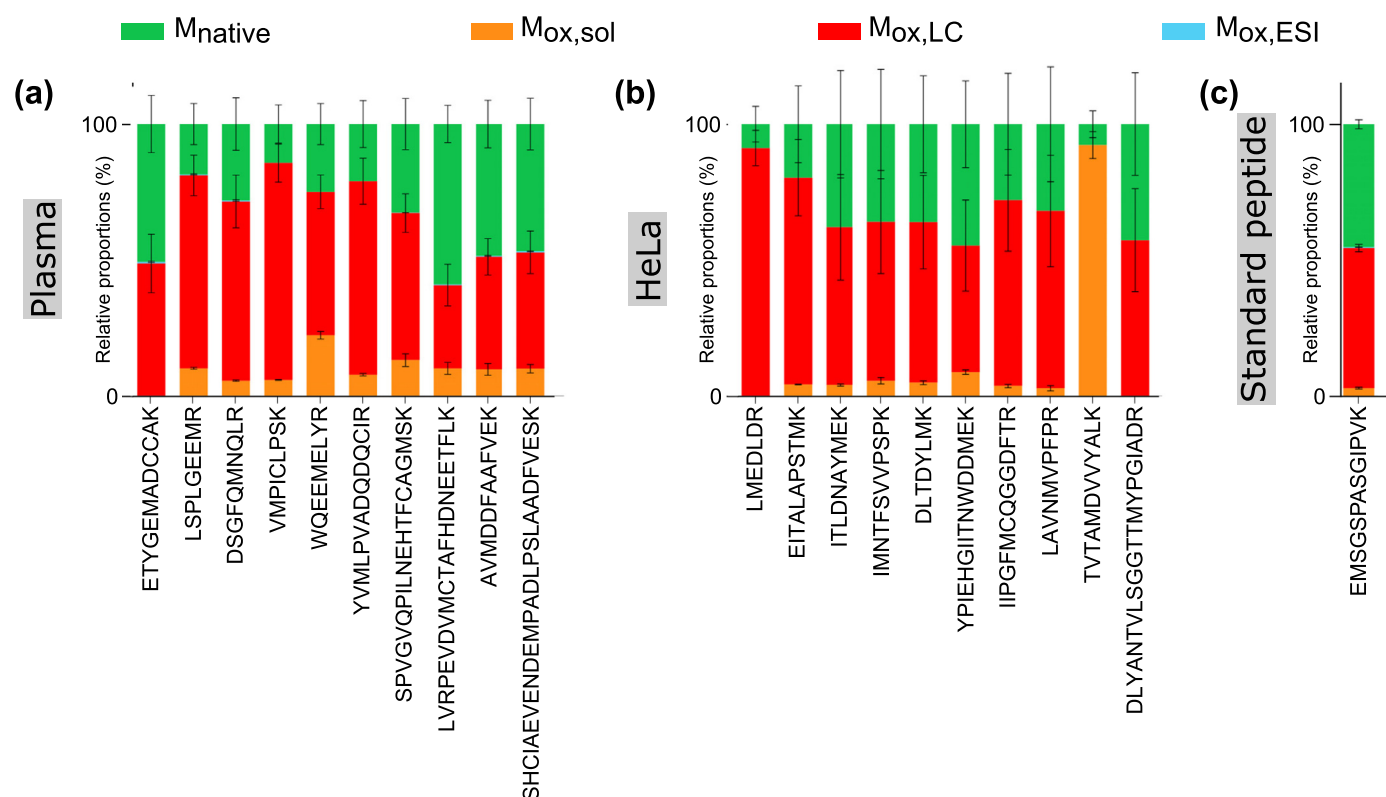 Mnative
Mox,sol
Mox,LC
Mox,ESI
(a)
Plasma
Relative proportions (%)
100
0
ETYGEMADCCAK
LSPLGEEMR
DSGFQMNQLR
VMPICLPSK
WQEEMELYR
YVMLPVADQDQCIR
SPVGVQPILNEHTFCAGMSK
LVRPEVDVMCTAFHDNEETFLK
AVMDDFAAFVEK
SHCIAEVENDEMPADLPSLAADFVESK
(b)
HeLa
Relative proportions (%)
100
0
LMEDLDR
EITALAPSTMK
ITLDNAYMEK
IMNTFSVVPSPK
DLTDYLMK
YPIEHGIITNWDDMEK
IIPGFMCQGGDFTR
LAVNMVPFPR
TVTAMDVVYALK
DLYANTVLSGGTTMYPGIADR
(c)
Standard peptide
Relative proportions (%)
100
0
EMSGSPASGIPVK